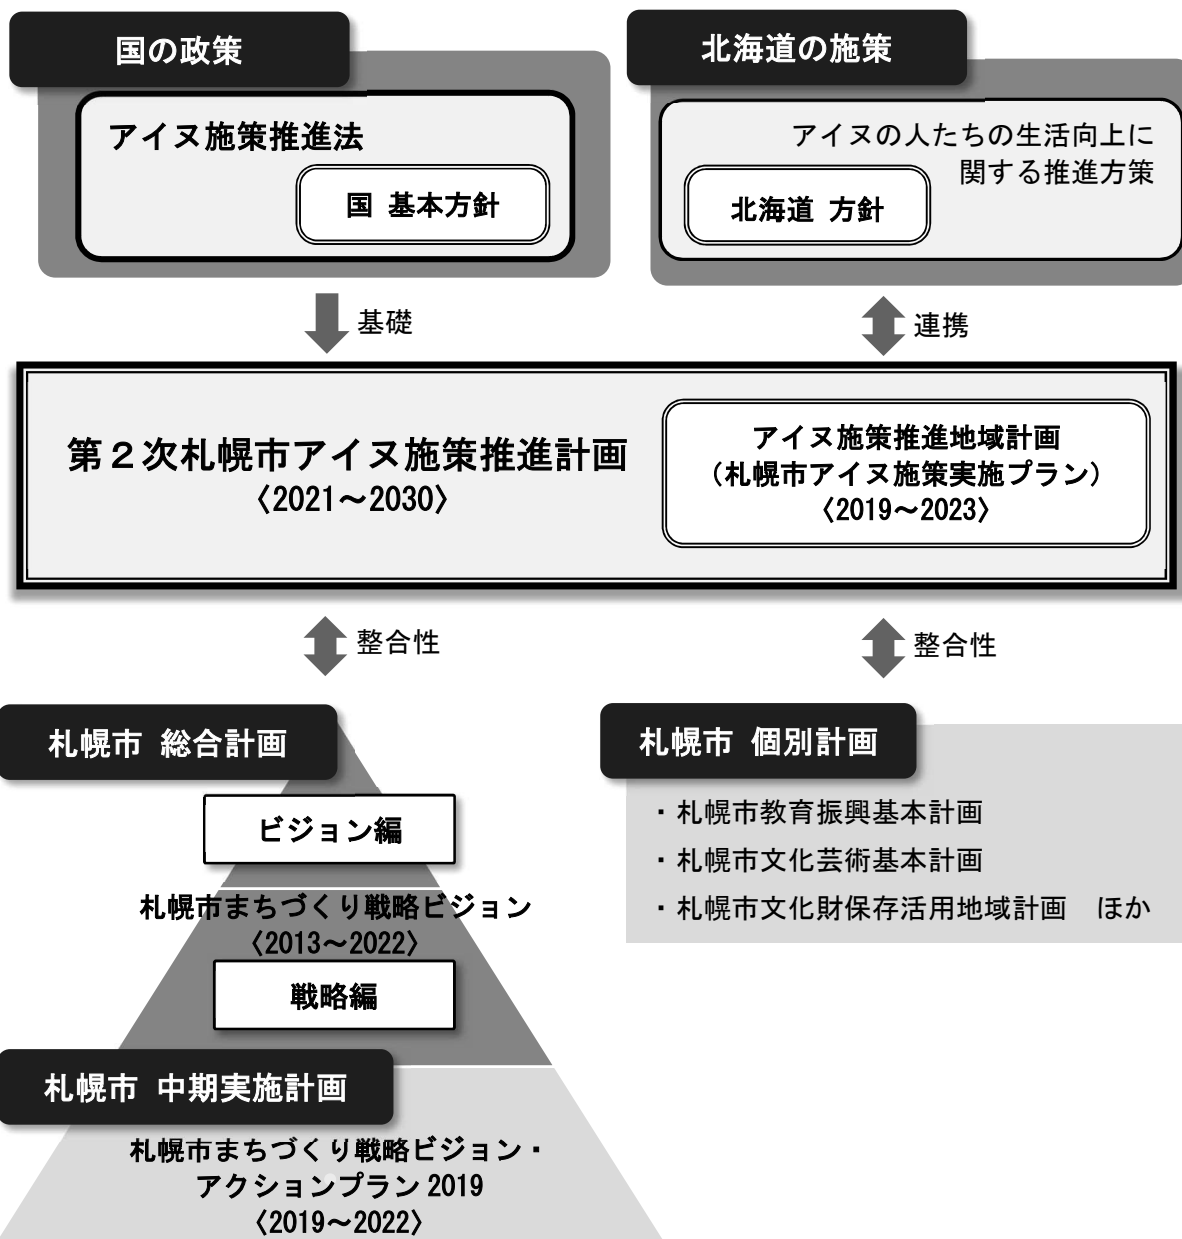 国の政策
アイヌ施策推進法
国 基本方針
北海道の施策
アイヌの人たちの生活向上に
関する推進方策
北海道 方針
基礎
連携
第２次札幌市アイヌ施策推進計画
〈2021～2030〉
アイヌ施策推進地域計画
（札幌市アイヌ施策実施プラン）
〈2019～2023〉
整合性
整合性
札幌市 総合計画
ビジョン編
札幌市まちづくり戦略ビジョン
〈2013～2022〉
戦略編
札幌市 中期実施計画
札幌市まちづくり戦略ビジョン・
アクションプラン 2019
〈2019～2022〉
札幌市 個別計画
・札幌市教育振興基本計画
・札幌市文化芸術基本計画
・札幌市文化財保存活用地域計画　ほか